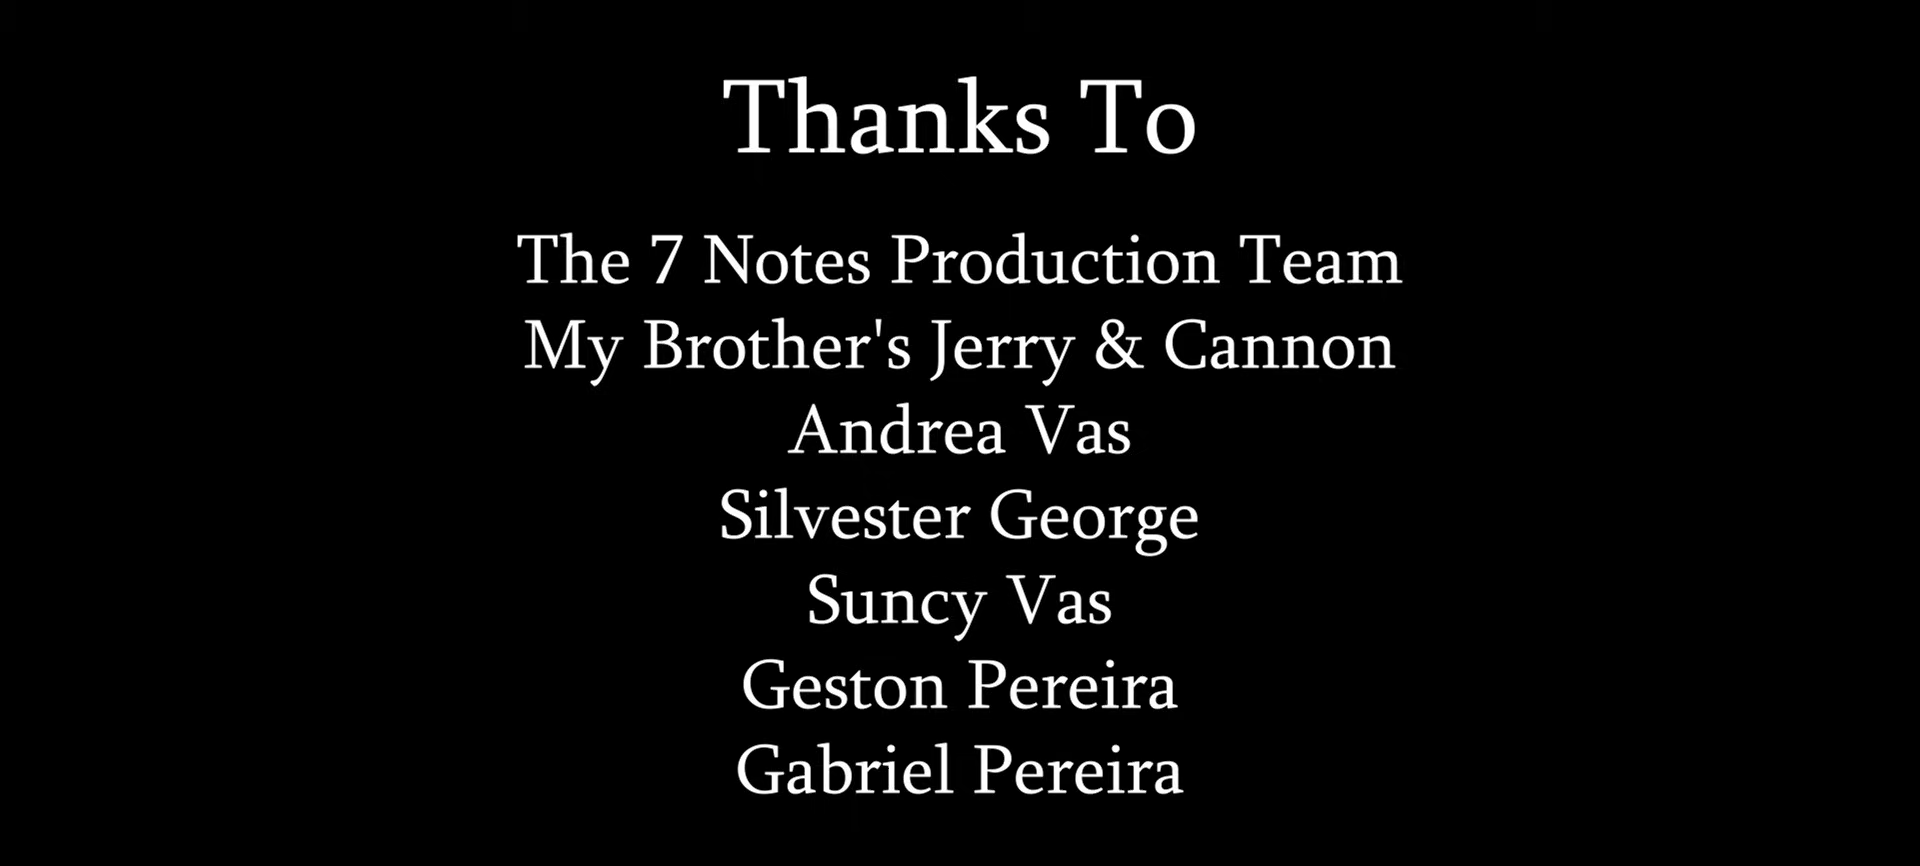 Thanks To
The 7 Notes Production Team
My Brother's Jerry & Cannon
Andrea Vas
Silvester George
Suncy Vas
Geston Pereira
Gabriel Pereira